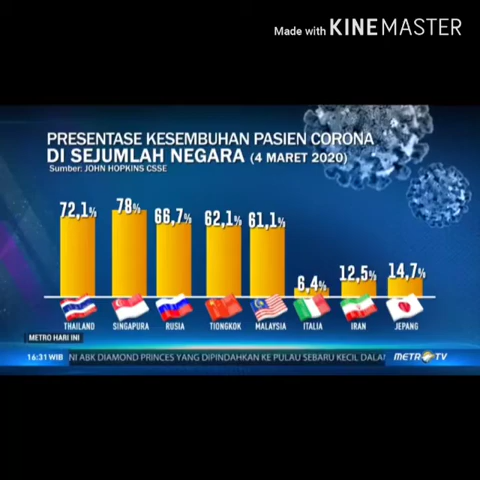 Made with KINEMASTER
PRESENTASE KESEMBUHAN PASIEN CORONA
DI SEJUMLAH NEGARA (4 MARET 2020)
Sumber: JOHN HOPKINS CSSE
72,1% 78% 66,7% 62,1% 61,1% 6,4% 12,5% 14,7%
THAILAND SINGAPURA RUSIA TIONGKOK MALAYSIA ITALIA IRAN JEPANG
METRO HARI INI
16:31 WIB NI ABK DIAMOND PRINCES YANG DIPINDAHKAN KE PULAU SEBARU KECIL DALAM METRO TV